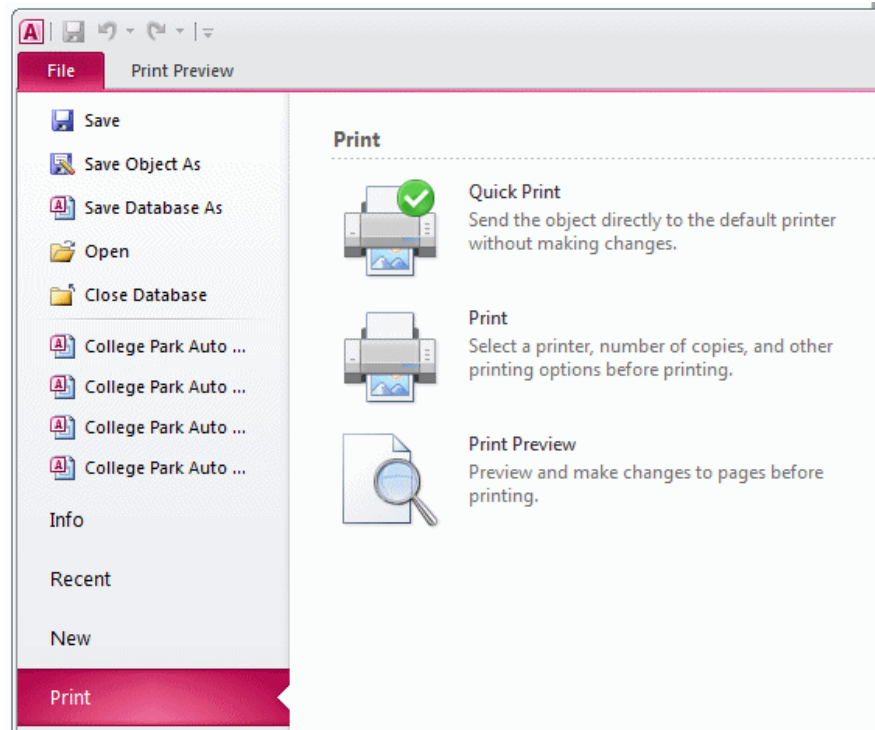 File Print Preview
Save
Save Object As
Save Database As
Open
Close Database
College Park Auto ...
College Park Auto ...
College Park Auto ...
College Park Auto ...
Info
Recent
New
Print
Print
Quick Print
Send the object directly to the default printer
without making changes.
Print
Select a printer, number of copies, and other
printing options before printing.
Print Preview
Preview and make changes to pages before
printing.